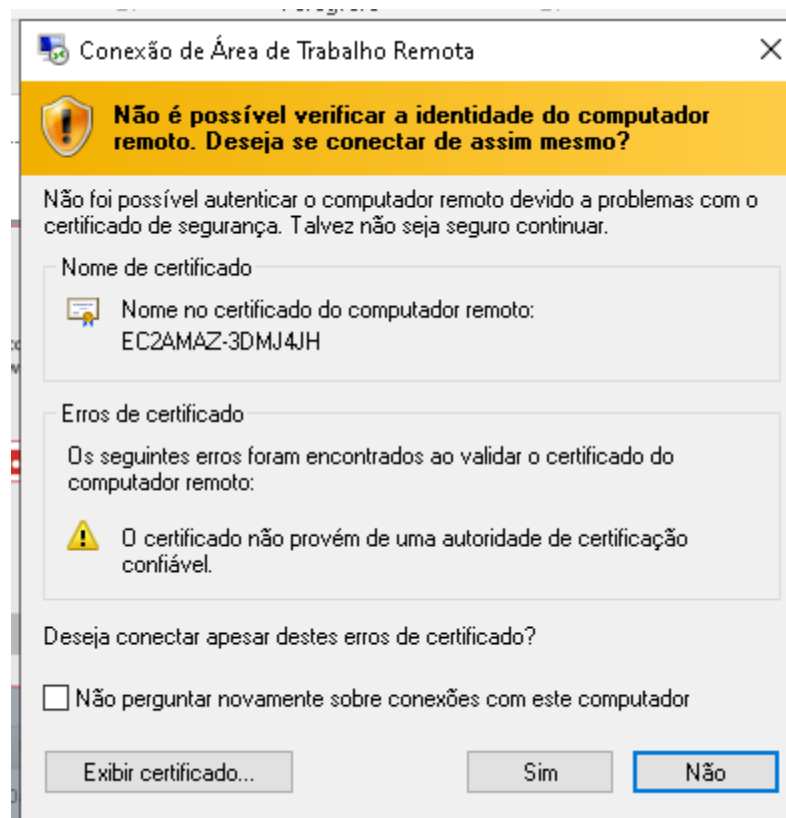 Conexão de Área de Trabalho Remota
Não é possível verificar a identidade do computador
remoto. Deseja se conectar de assim mesmo?
Não foi possível autenticar o computador remoto devido a problemas com o
certificado de segurança. Talvez não seja seguro continuar.
Nome de certificado
Nome no certificado do computador remoto:
EC2AMAZ-3DMJ4JH
Erros de certificado
Os seguintes erros foram encontrados ao validar o certificado do
computador remoto:
O certificado não provém de uma autoridade de certificação
confiável.
Deseja conectar apesar destes erros de certificado?
Não perguntar novamente sobre conexões com este computador
Exibir certificado...
Sim
Não